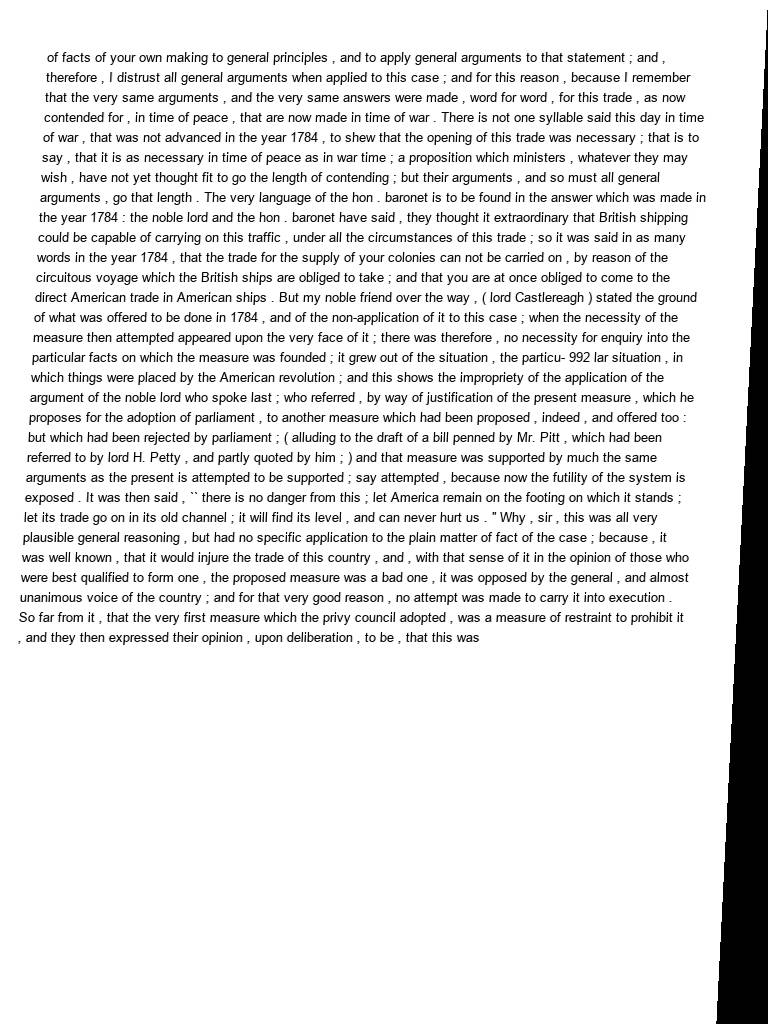 of facts of your own making to general principles , and to apply general arguments to that statement ; and ,
therefore , I distrust all general arguments when applied to this case ; and for this reason , because I remember
that the very same arguments , and the very same answers were made , word for word , for this trade , as now
contended for , in time of peace , that are now made in time of war . There is not one syllable said this day in time
of war , that was not advanced in the year 1784 , to shew that the opening of this trade was necessary ; that is to
say , that it is as necessary in time of peace as in war time ; a proposition which ministers , whatever they may
wish , have not yet thought fit to go the length of contending ; but their arguments , and so must all general
arguments , go that length . The very language of the hon . baronet is to be found in the answer which was made in
the year 1784 : the noble lord and the hon . baronet have said , they thought it extraordinary that British shipping
could be capable of carrying on this traffic , under all the circumstances of this trade ; so it was said in as many
words in the year 1784 , that the trade for the supply of your colonies can not be carried on , by reason of the
circuitous voyage which the British ships are obliged to take ; and that you are at once obliged to come to the
direct American trade in American ships . But my noble friend over the way , ( lord Castlereagh ) stated the ground
of what was offered to be done in 1784 , and of the non-application of it to this case ; when the necessity of the
measure then attempted appeared upon the very face of it ; there was therefore , no necessity for enquiry into the
particular facts on which the measure was founded ; it grew out of the situation , the particu- 992 lar situation , in
which things were placed by the American revolution ; and this shows the impropriety of the application of the
argument of the noble lord who spoke last ; who referred , by way of justification of the present measure , which he
proposes for the adoption of parliament , to another measure which had been proposed , indeed , and offered too :
but which had been rejected by parliament ; ( alluding to the draft of a bill penned by Mr. Pitt , which had been
referred to by lord H. Petty , and partly quoted by him ; ) and that measure was supported by much the same
arguments as the present is attempted to be supported ; say attempted , because now the futility of the system is
exposed . It was then said , `` there is no danger from this ; let America remain on the footing on which it stands ;
let its trade go on in its old channel ; it will find its level , and can never hurt us . " Why , sir , this was all very
plausible general reasoning , but had no specific application to the plain matter of fact of the case ; because , it
was well known , that it would injure the trade of this country , and , with that sense of it in the opinion of those who
were best qualified to form one , the proposed measure was a bad one , it was opposed by the general , and almost
unanimous voice of the country ; and for that very good reason , no attempt was made to carry it into execution .
So far from it , that the very first measure which the privy council adopted , was a measure of restraint to prohibit it
, and they then expressed their opinion , upon deliberation , to be , that this was